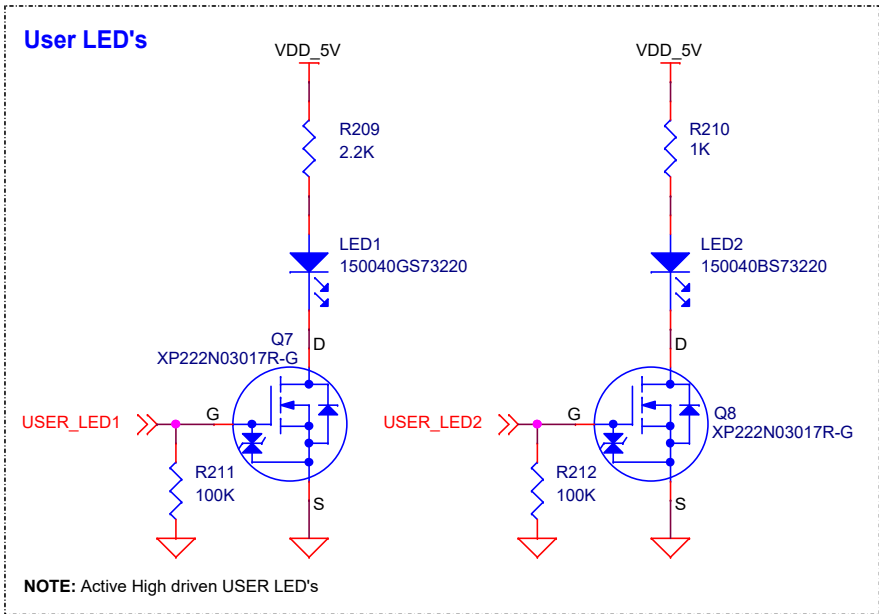 User LED's
VDD_5V
VDD_5V
R209
2.2K
R210
1K
LED1
150040GS73220
LED2
150040BS73220
Q7
XP222N03017R-G
D
D
Q8
XP222N03017R-G
USER_LED1
G
USER_LED2
G
R211
100K
R212
100K
S
S
NOTE: Active High driven USER LED's